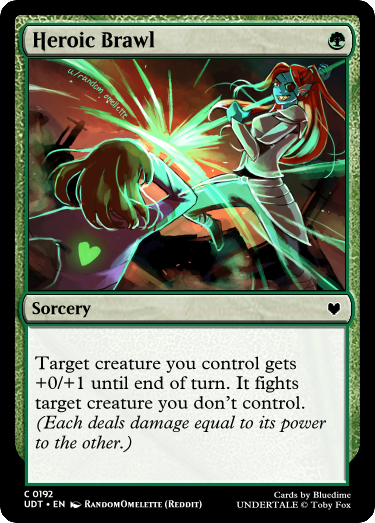 Heroic Brawl
u/random_omelette
Sorcery
Target creature you control gets
+0/+1 until end of turn. It fights
target creature you don't control.
(Each deals damage equal to its power
to the other.)
C 0192
UDT • EN RandomOmelette (Reddit)
Cards by Bluedime
UNDERTALE © Toby Fox